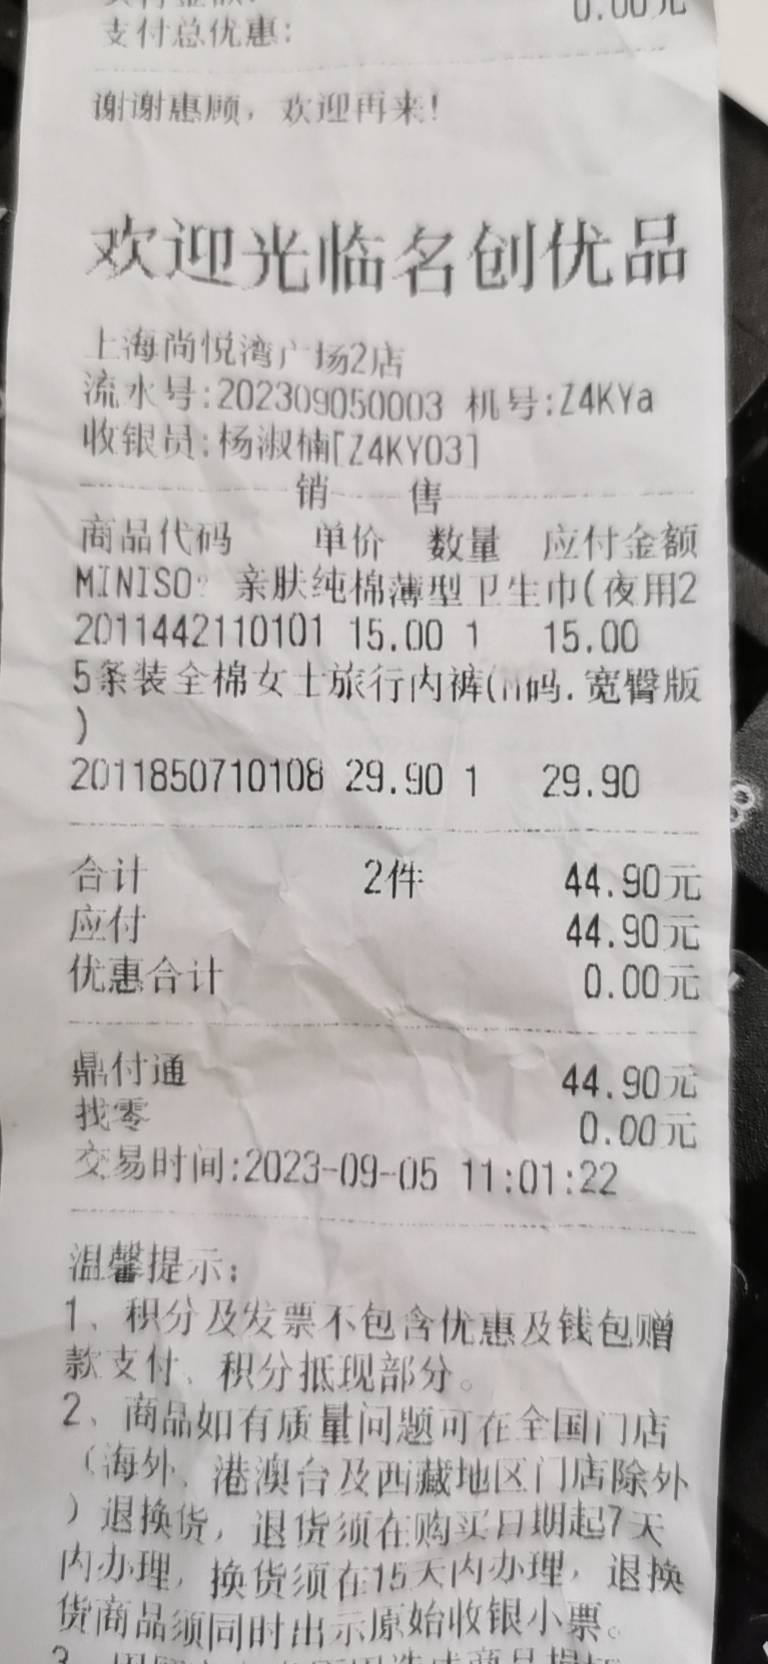 0.00元
支付总优惠:
谢谢惠顾，欢迎再来!
欢迎光临名创优品
上海尚悦湾广场2店
流水号:202309050003 机号:Z4KYa
收银员:杨淑楠[Z4KY03]
销 售
商品代码 单价 数量 应付金额
MINISO? 亲肤纯棉薄型卫生巾(夜用2
2011442110101 15.00 1 15.00
5条装全棉女士旅行内裤(M码.宽臀版
)
2011850710108 29.90 1 29.90
合计 2件 44.90元
应付 44.90元
优惠合计 0.00元
鼎付通 44.90元
找零 0.00元
交易时间:2023-09-05 11:01:22
温馨提示;
1、积分及发票不包含优惠及钱包赠
款支付、积分抵现部分。
2、商品如有质量问题可在全国门店
（海外、港澳台及西藏地区门店除外
）退换货，退货须在购买日期起7天
内办理，换货须在15天内办理，退换
货商品须同时出示原始收银小票。